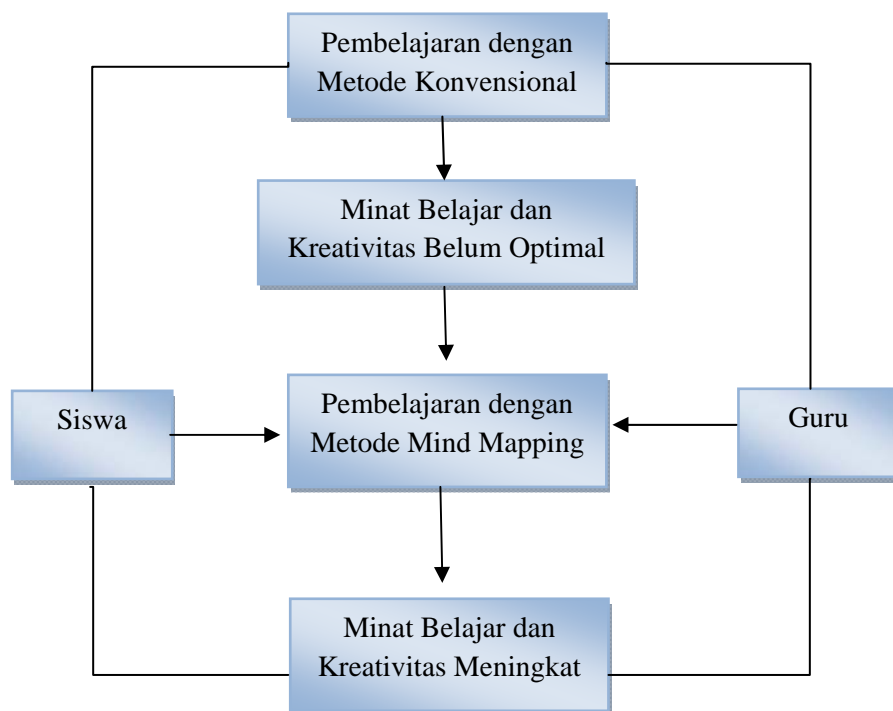 Pembelajaran dengan
Metode Konvensional
Minat Belajar dan
Kreativitas Belum Optimal
Siswa
Pembelajaran dengan
Metode Mind Mapping
Guru
Minat Belajar dan
Kreativitas Meningkat